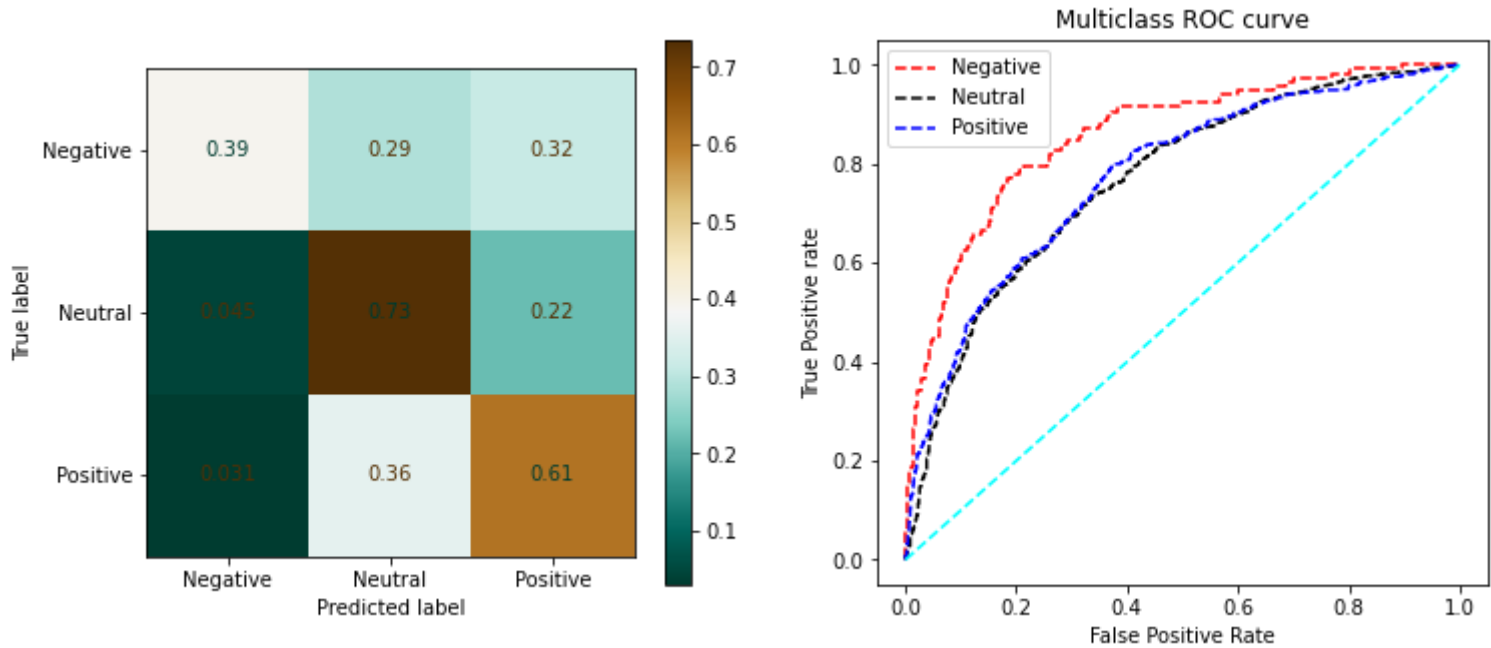 Negative
0.39 0.29 0.32
Neutral
0.045 0.73 0.22
Positive
0.031 0.36 0.61
Negative Neutral Positive
Predicted label
True label
0.7
0.6
0.5
0.4
0.3
0.2
0.1
Multiclass ROC curve
Negative
Neutral
Positive
1.0
0.8
0.6
0.4
0.2
0.0
True Positive rate
0.0 0.2 0.4 0.6 0.8 1.0
False Positive Rate